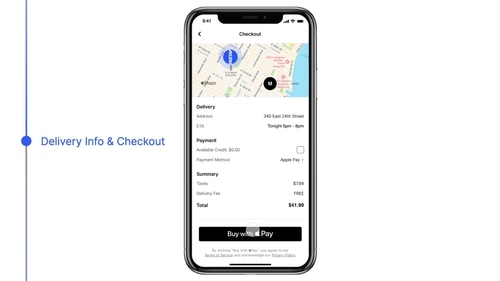 9:41
Checkout
Maps
M
Delivery Info & Checkout
Delivery
Address 340 East 24th Street
ETA Tonight 6pm - 8pm
Payment
Available Credit: $0.00
Payment Method: Apple Pay >
Summary
Taxes $7.99
Delivery Fee FREE
Total $41.99
Buy with Pay
By clicking "Buy with Pay", you agree to our
Terms of Service and acknowledge our Privacy Policy.